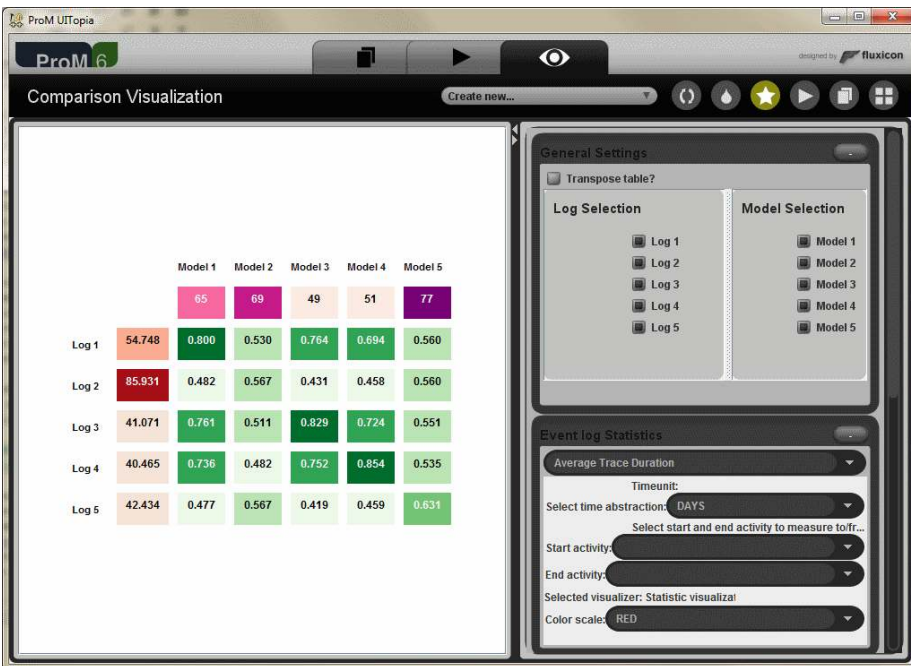 ProM UITopia
ProM 6
designed by fluxicon
Comparison Visualization
Create new...
Model 1 Model 2 Model 3 Model 4 Model 5
65 69 49 51 77
Log 1 54.748 0.800 0.530 0.764 0.694 0.560
Log 2 85.931 0.482 0.567 0.431 0.458 0.560
Log 3 41.071 0.761 0.511 0.829 0.724 0.551
Log 4 40.465 0.736 0.482 0.752 0.854 0.535
Log 5 42.434 0.477 0.567 0.419 0.459 0.631
General Settings
Transpose table?
Log Selection Model Selection
Log 1 Model 1
Log 2 Model 2
Log 3 Model 3
Log 4 Model 4
Log 5 Model 5
Event log Statistics
Average Trace Duration
Timeunit:
Select time abstraction: DAYS
Select start and end activity to measure to/fr...
Start activity:
End activity:
Selected visualizer: Statistic visualizat
Color scale: RED